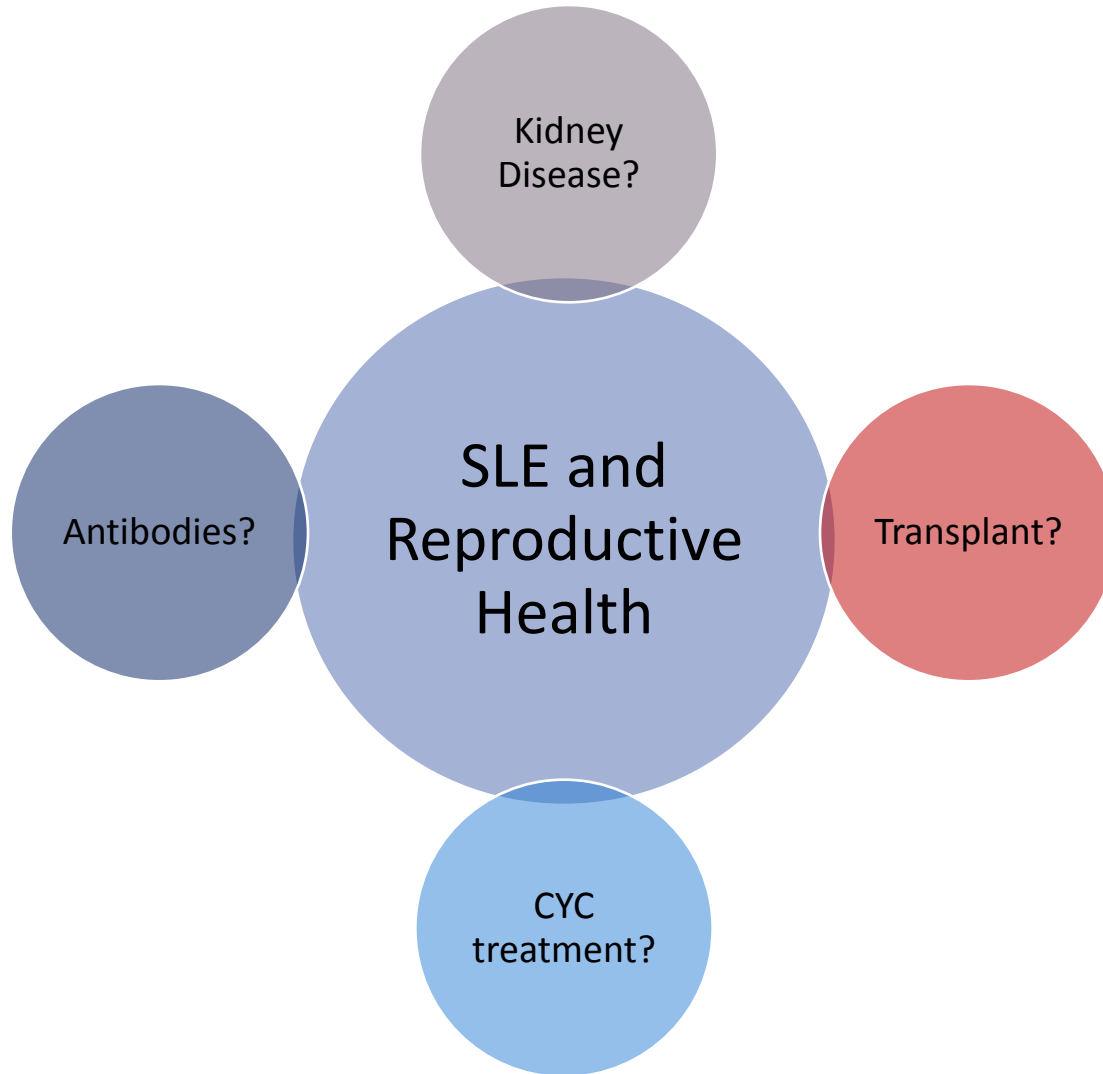 Kidney
Disease?
Antibodies?
SLE and
Reproductive
Health
Transplant?
CYC
treatment?